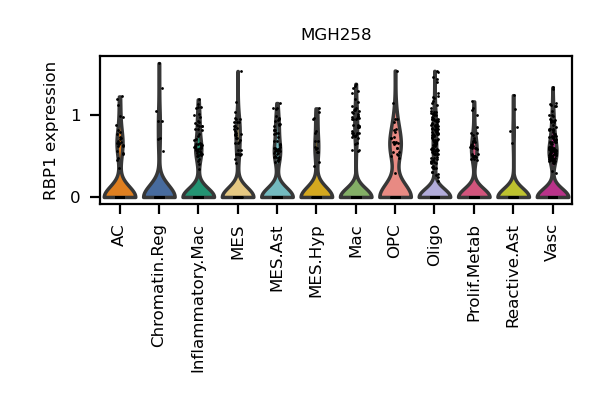 MGH258
RBP1 expression
1
0
AC
Chromatin.Reg
Inflammatory.Mac
MES
MES.Ast
MES.Hyp
Mac
OPC
Oligo
Prolif.Metab
Reactive.Ast
Vasc